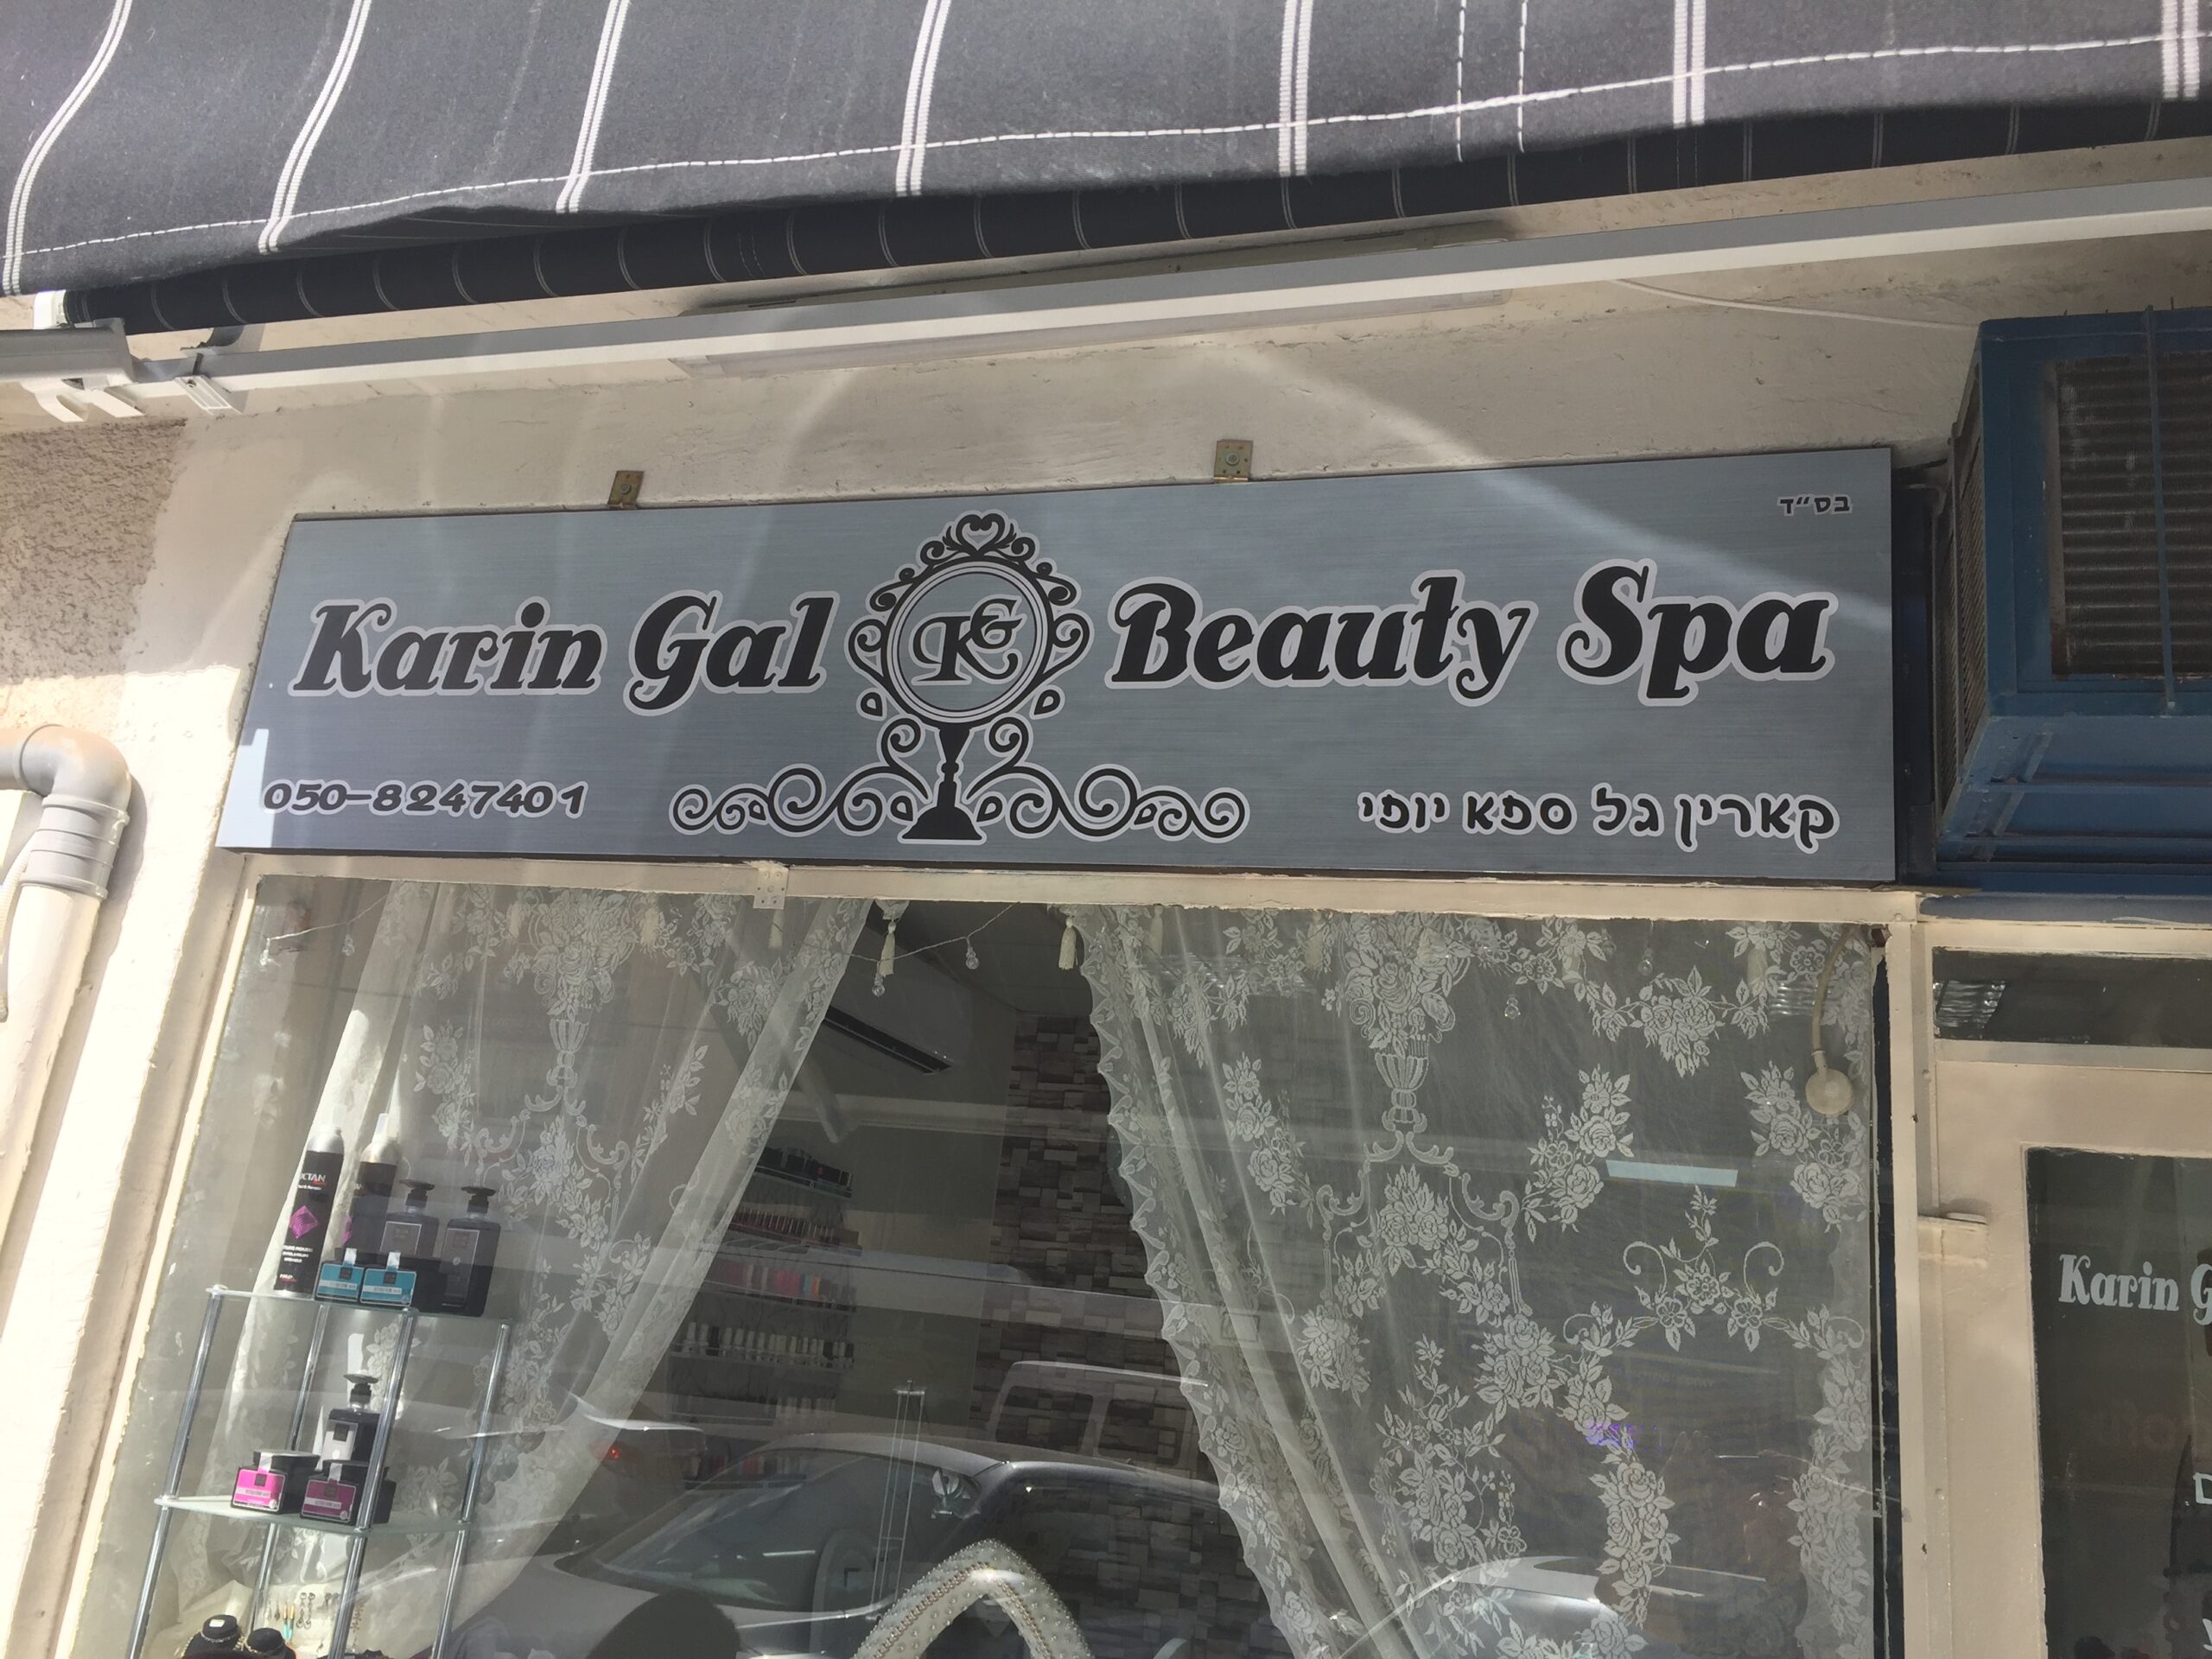 בס״ד
Karin Gal KG Beauty Spa
050-8247401
קארין גל ספא יופי
Karin G